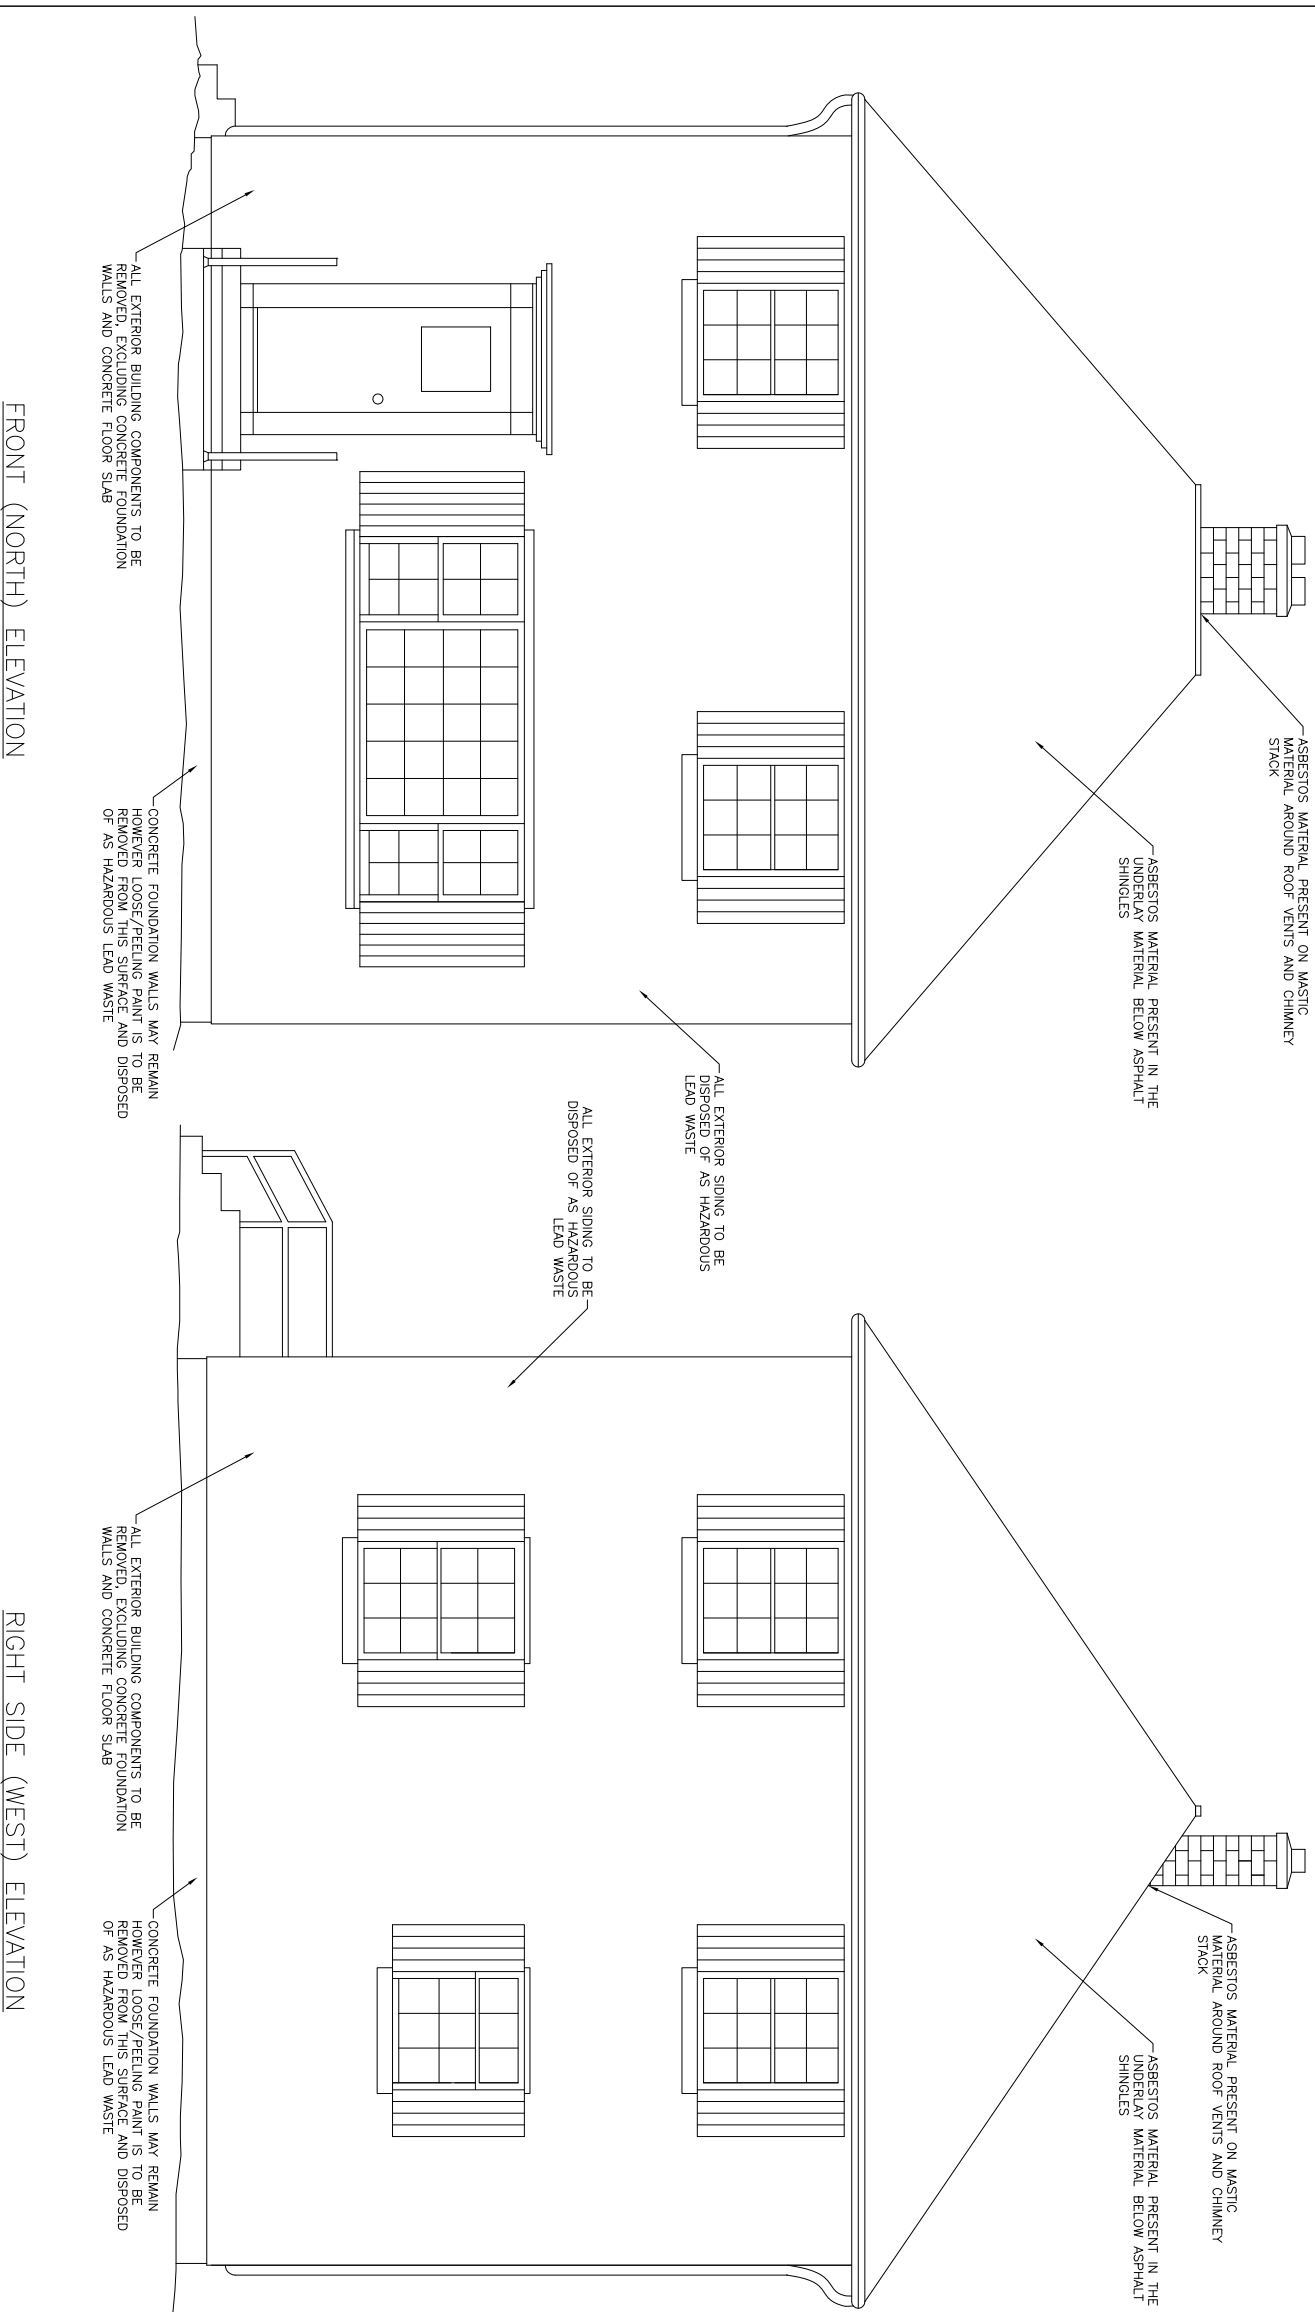 ASBESTOS MATERIAL PRESENT ON MASTIC
MATERIAL AROUND ROOF VENTS AND CHIMNEY
STACK
ASBESTOS MATERIAL PRESENT IN THE
UNDERLAY MATERIAL BELOW ASPHALT
SHINGLES
ALL EXTERIOR SIDING TO BE
DISPOSED OF AS HAZARDOUS
LEAD WASTE
ALL EXTERIOR BUILDING COMPONENTS TO BE
REMOVED, EXCLUDING CONCRETE FOUNDATION
WALLS AND CONCRETE FLOOR SLAB
CONCRETE FOUNDATION WALLS MAY REMAIN
HOWEVER LOOSE/PEELING PAINT IS TO BE
REMOVED FROM THIS SURFACE AND DISPOSED
OF AS HAZARDOUS LEAD WASTE
FRONT (NORTH) ELEVATION
ASBESTOS MATERIAL PRESENT ON MASTIC
MATERIAL AROUND ROOF VENTS AND CHIMNEY
STACK
ASBESTOS MATERIAL PRESENT IN THE
UNDERLAY MATERIAL BELOW ASPHALT
SHINGLES
ALL EXTERIOR SIDING TO BE
DISPOSED OF AS HAZARDOUS
LEAD WASTE
ALL EXTERIOR BUILDING COMPONENTS TO BE
REMOVED, EXCLUDING CONCRETE FOUNDATION
WALLS AND CONCRETE FLOOR SLAB
CONCRETE FOUNDATION WALLS MAY REMAIN
HOWEVER LOOSE/PEELING PAINT IS TO BE
REMOVED FROM THIS SURFACE AND DISPOSED
OF AS HAZARDOUS LEAD WASTE
RIGHT SIDE (WEST) ELEVATION